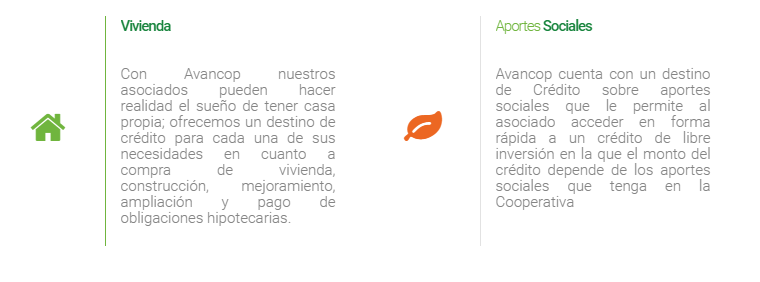 Vivienda
Con Avancop nuestros
asociados pueden hacer
realidad el sueño de tener casa
propia; ofrecemos un destino de
crédito para cada una de sus
necesidades en cuanto a
compra de vivienda,
construcción, mejoramiento,
ampliación y pago de
obligaciones hipotecarias.
Aportes Sociales
Avancop cuenta con un destino
de Crédito sobre aportes
sociales que le permite al
asociado acceder en forma
rápida a un crédito de libre
inversión en la que el monto del
crédito depende de los aportes
sociales que tenga en la
Cooperativa